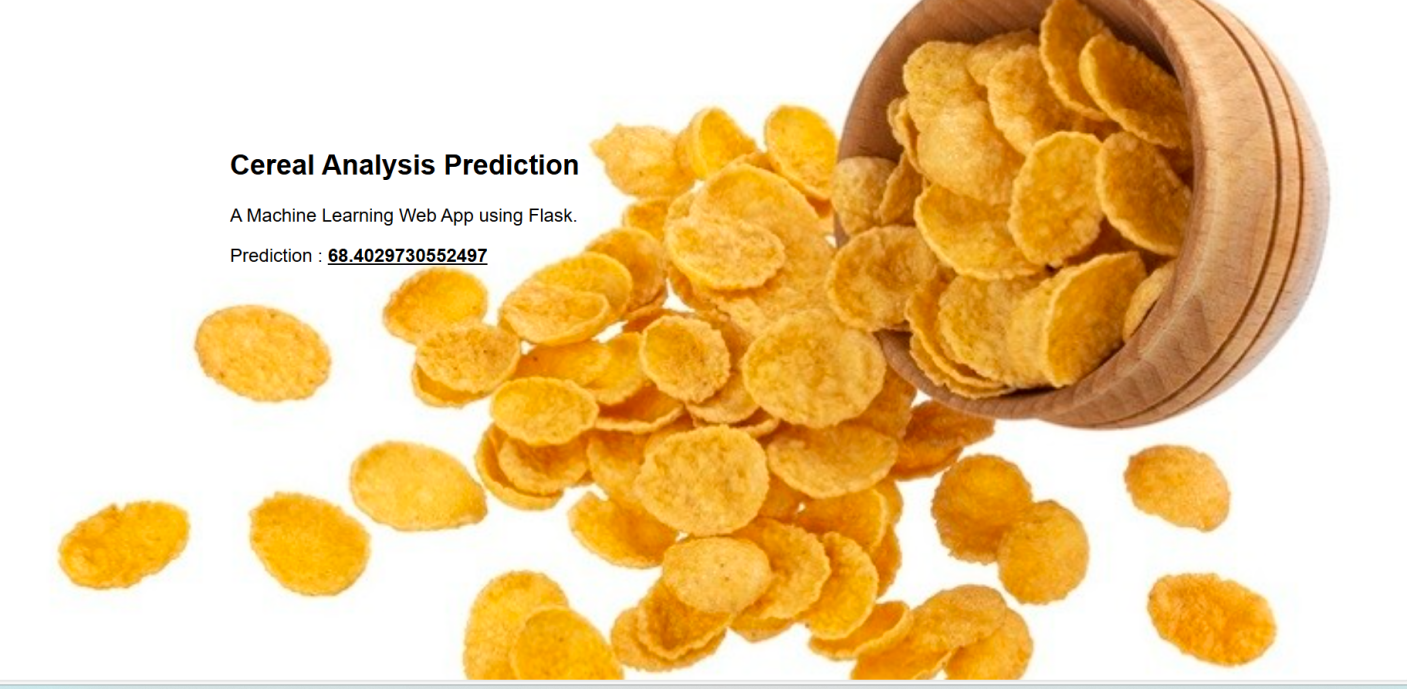 Cereal Analysis Prediction
A Machine Learning Web App using Flask.
Prediction : 68.4029730552497